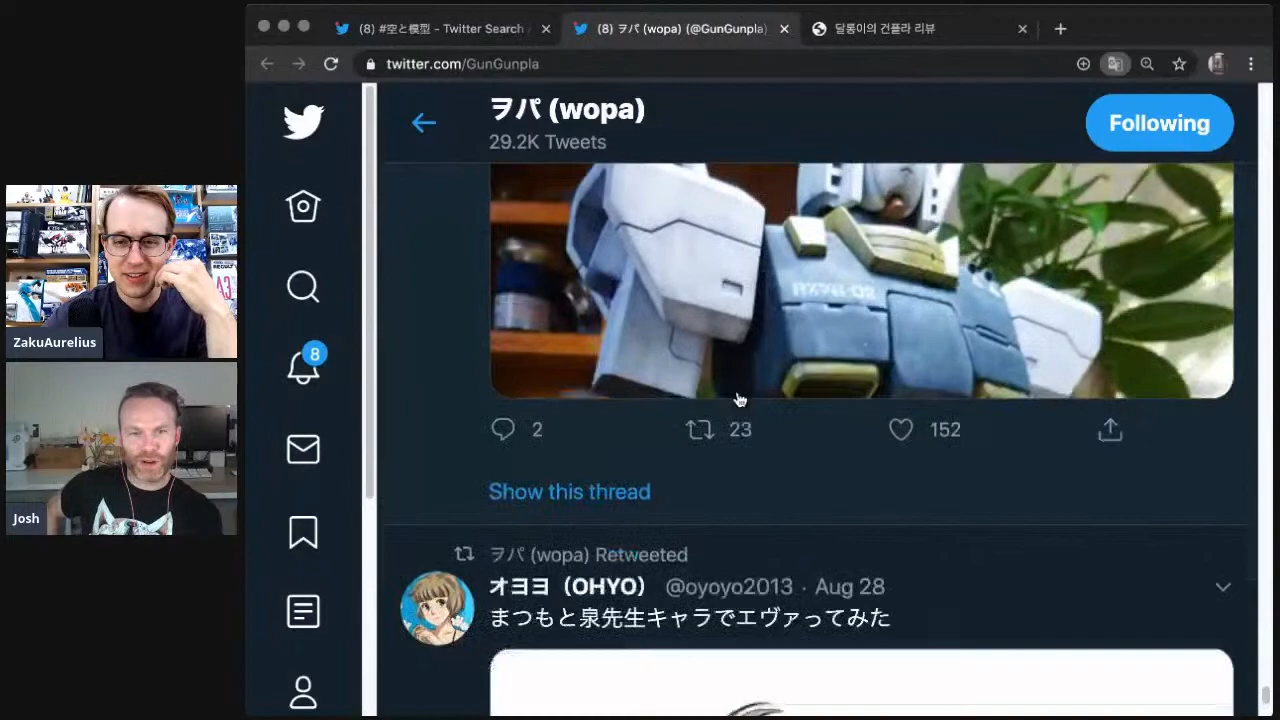 (8) #空と模型 - Twitter Search
(8) ヲパ (wopa) (@GunGunpla)
달롱이의 건플라 리뷰
twitter.com/GunGunpla
ヲパ (wopa)
29.2K Tweets
Following
RX78-02
ZakuAurelius
8
2
23
152
Josh
Show this thread
ヲパ (wopa) Retweeted
オヨヨ（OHYO） @oyoyo2013 · Aug 28
まつもと泉先生キャラでエヴァってみた